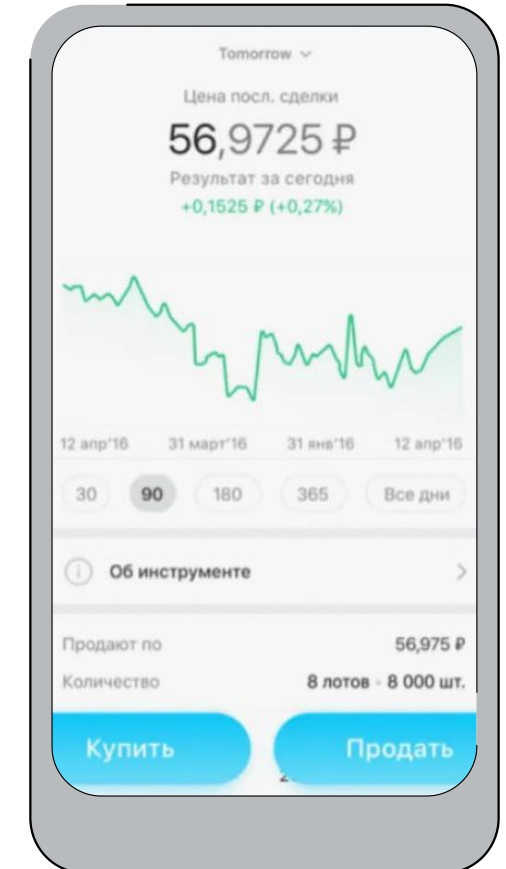 Tomorrow
Цена посл. сделки
56,9725 ₽
Результат за сегодня
+0,1525 ₽ (+0,27%)
12 апр'16 31 март'16 31 янв'16 12 апр'16
30 90 180 365 Все дни
Об инструменте
Продают по 56,975 ₽
Количество 8 лотов - 8 000 шт.
Купить Продать